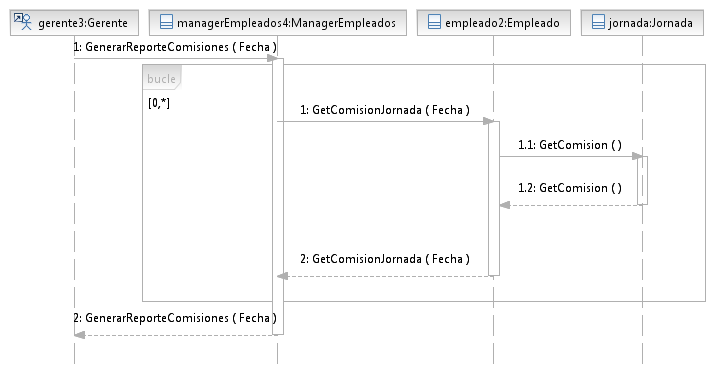 gerente3:Gerente
managerEmpleados4:ManagerEmpleados
empleado2:Empleado
jornada:Jornada
1: GenerarReporteComisiones ( Fecha )
bucle
[0,*]
1: GetComisionJornada ( Fecha )
1.1: GetComision ( )
1.2: GetComision ( )
2: GetComisionJornada ( Fecha )
2: GenerarReporteComisiones ( Fecha )